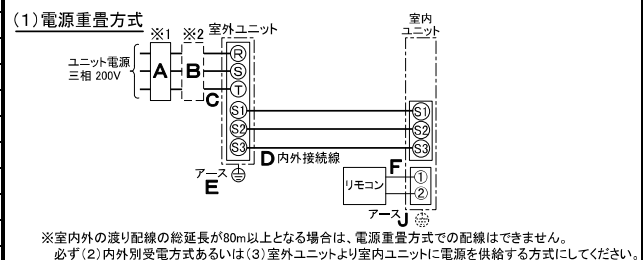 (1)電源重畳方式
※1 ※2 室外ユニット
室内
ユニット
ユニット電源
三相 200V
A B
R
S
T
C
S1 S1
S2 S2
S3 S3
D内外接続線
アース
E
F
リモコン
①
②
アース J
※室内外の渡り配線の総延長が80m以上となる場合は、電源重畳方式での配線はできません。
必ず(2)内外別受電方式あるいは(3)室外ユニットより室内ユニットに電源を供給する方式にしてください。